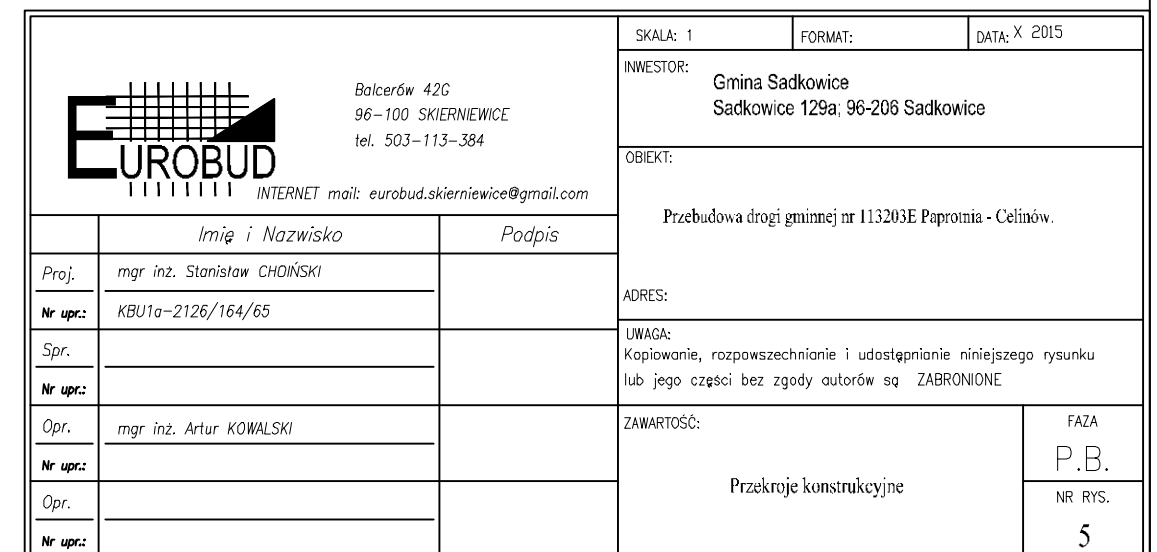 SKALA: 1
FORMAT:
DATA: X 2015
EUROBUD
Balcerów 42G
96-100 SKIERNIEWICE
tel. 503-113-384
INTERNET mail: eurobud.skierniewice@gmail.com
INWESTOR:
Gmina Sadkowice
Sadkowice 129a; 96-206 Sadkowice
OBIEKT:
Przebudowa drogi gminnej nr 113203E Paprotnia - Celinów.
ADRES:
Imię i Nazwisko
Podpis
Proj.
mgr inż. Stanisław CHOIŃSKI
Nr upr.:
KBU1a-2126/164/65
Spr.
Nr upr.:
Opr.
mgr inż. Artur KOWALSKI
Nr upr.:
Opr.
Nr upr.:
UWAGA:
Kopiowanie, rozpowszechnianie i udostępnianie niniejszego rysunku
lub jego części bez zgody autorów są ZABRONIONE
ZAWARTOŚĆ:
Przekroje konstrukcyjne
FAZA
P.B.
NR RYS.
5